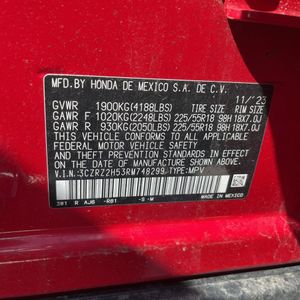 MFD.BY HONDA DE MEXICO S.A. DE C.V.
11/'23
GVWR 1900KG(4188LBS) TIRE SIZE RIM SIZE
GAWR F 1020KG(2248LBS) 225/55R18 98H 18X7.0J
GAWR R 930KG(2050LBS) 225/55R18 98H 18X7.0J
THIS VEHICLE CONFORMS TO ALL APPLICABLE
FEDERAL MOTOR VEHICLE SAFETY AND THEFT
PREVENTION STANDARDS IN EFFECT ON THE DATE
OF MANUFACTURE SHOWN ABOVE.
V.I.N:3CZRZ2H53RM748299 TYPE:MPV
3W1 R AJ6 -R81 -S -M
MADE IN
MEXICO